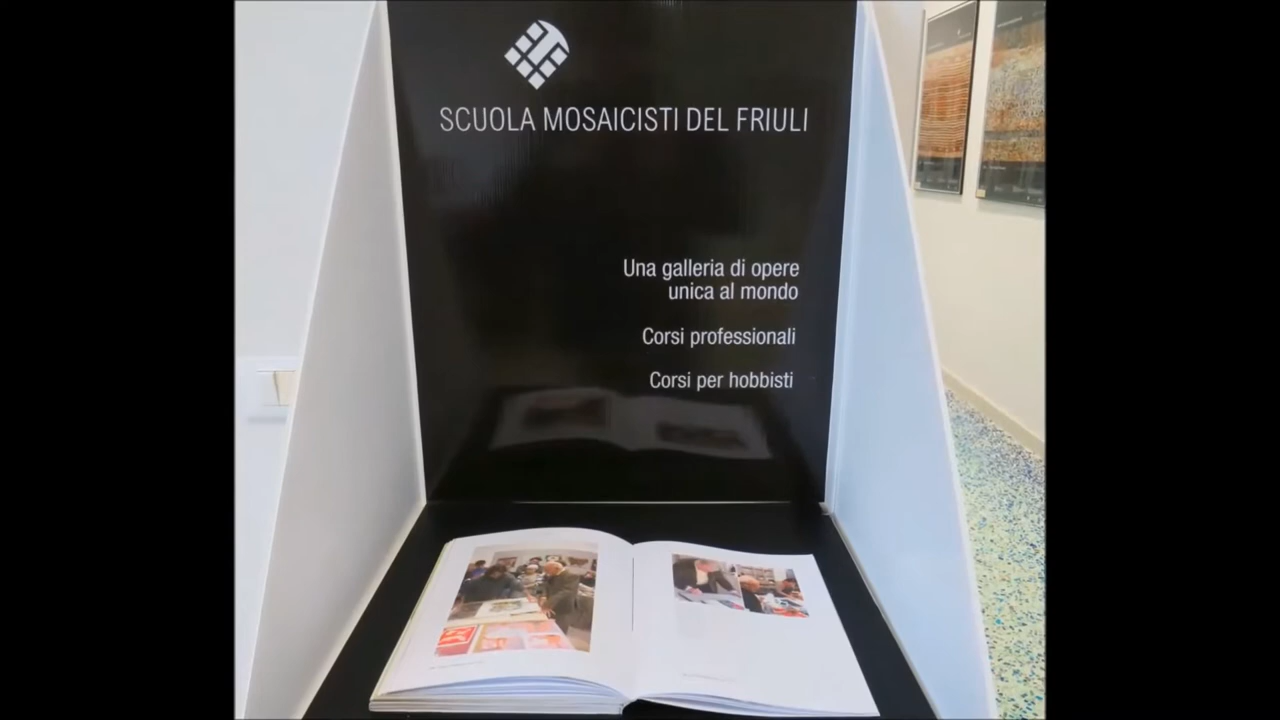 SCUOLA MOSAICISTI DEL FRIULI
Una galleria di opere
unica al mondo
Corsi professionali
Corsi per hobbisti